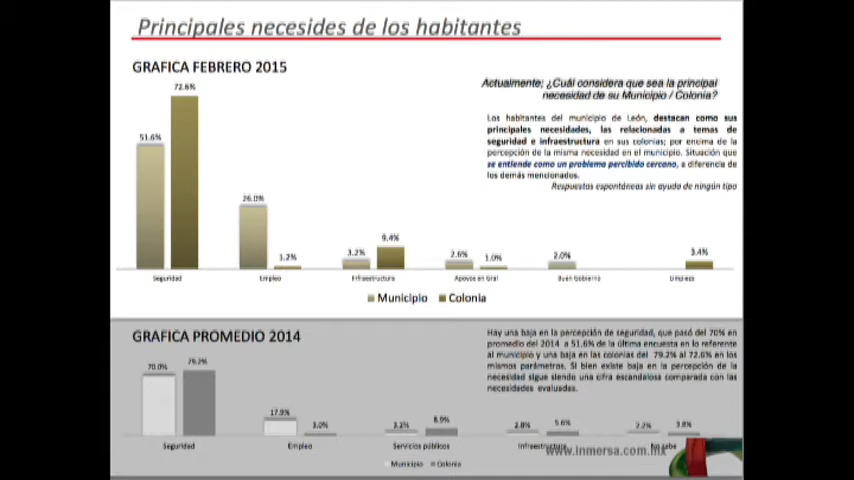 Principales necesides de los habitantes
GRAFICA FEBRERO 2015
Actualmente; ¿Cuál considera que sea la principal
necesidad de su Municipio / Colonia?
Los habitantes del municipio de León, destacan como sus
principales necesidades, las relacionadas a temas de
seguridad e infraestructura en sus colonias; por encima de la
percepción de la misma necesidad en el municipio. Situación que
se entiende como un problema percibido cercano, a diferencia de
los demás mencionados.
Respuestas espontáneas sin ayuda de ningún tipo
51.6% 72.6%
26.0% 1.2%
3.2% 9.4%
2.6% 1.0%
2.0%
3.4%
Seguridad Empleo Infraestructura Apoyos en Gral Buen Gobierno Limpieza
Municipio Colonia
GRAFICA PROMEDIO 2014
Hay una baja en la percepción de seguridad, que pasó del 70% en
promedio del 2014 a 51.6% de la última encuesta en lo referente
al municipio y una baja en las colonias del 79.2% al 72.6% en los
mismos parámetros. Si bien existe baja en la percepción de la
necesidad sigue siendo una cifra escandalosa comparada con las
necesidades evaluadas.
70.0% 79.2%
17.9% 3.0%
3.2% 8.9%
2.8% 5.6%
2.2% 3.8%
Seguridad Empleo Servicios públicos Infraestructura No sabe
Municipio Colonia
www.inmersa.com.mx